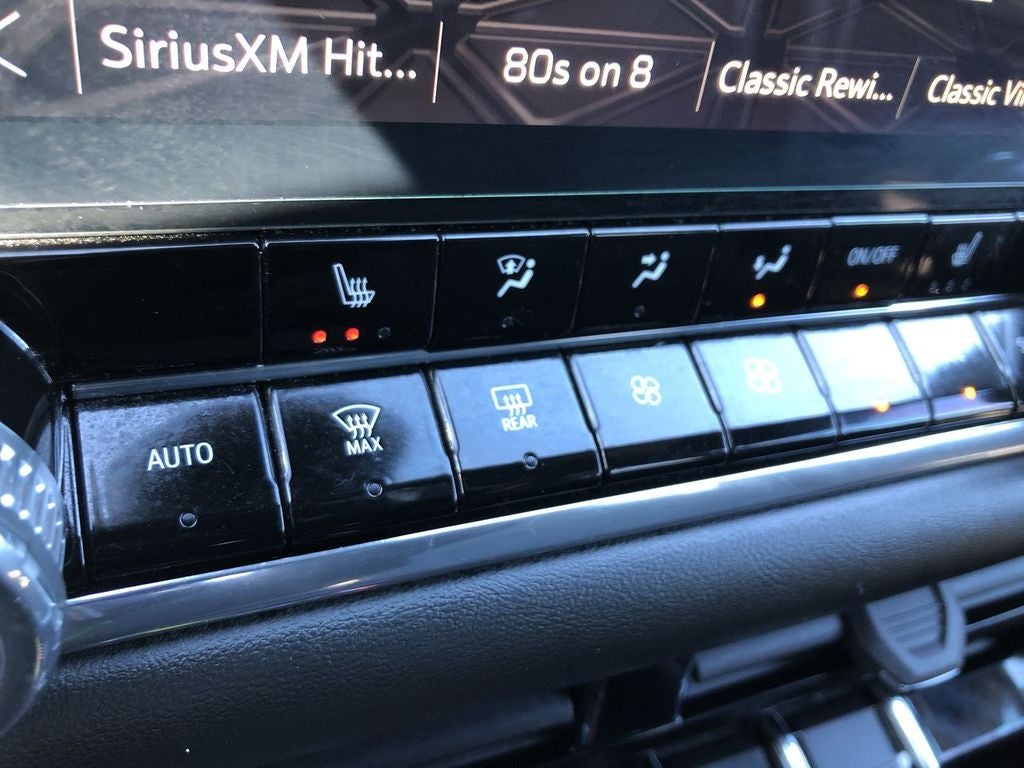 SiriusXM Hit...
80s on 8
Classic Rewi...
Classic Vi
ON/OFF
AUTO
MAX
REAR